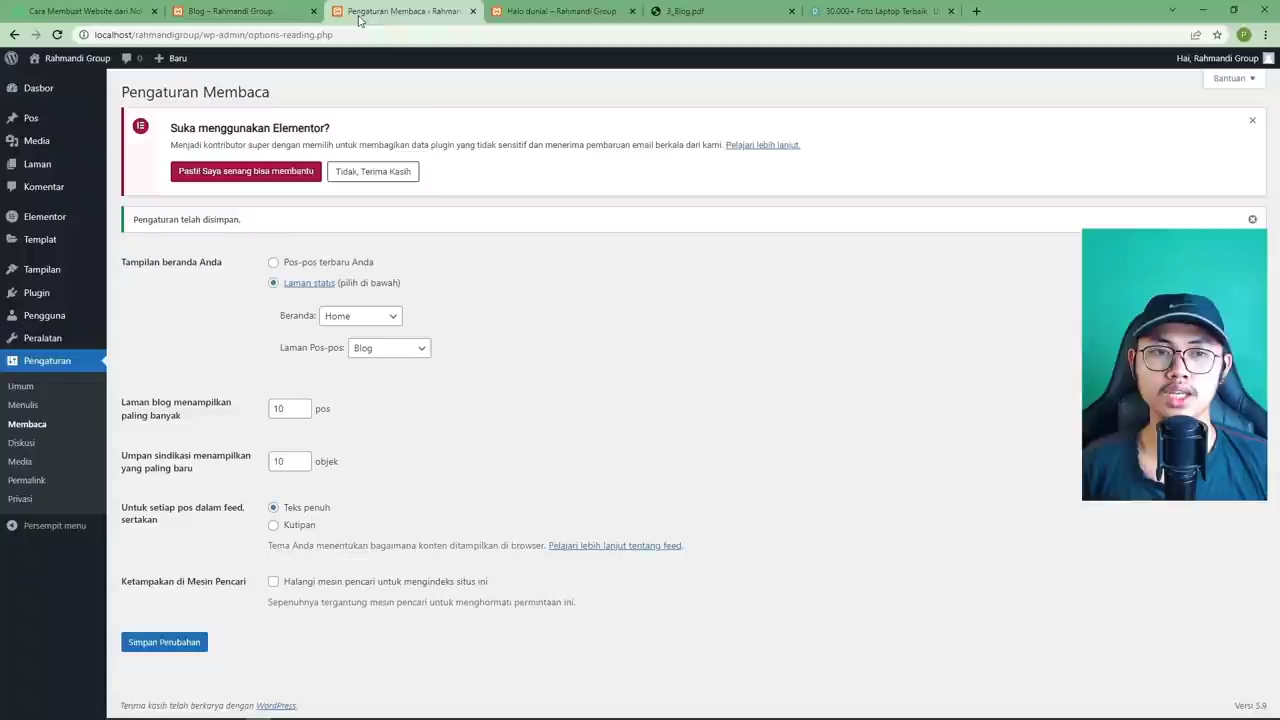 Cara Membuat Website dari No
Blog – Rahmandi Group
Pengaturan Membaca ‹ Rahman
Halo dunia! – Rahmandi Group
3_Blog.pdf
30.000+ Foto Laptop Terbaik · U
localhost/rahmandigroup/wp-admin/options-reading.php
P
Rahmandi Group
0
Baru
Hai, Rahmandi Group
Dasbor
Pos
Media
Laman
Komentar
Elementor
Templat
Tampilan
Plugin
Pengguna
Peralatan
Pengaturan
Umum
Menulis
Membaca
Diskusi
Media
Permalink
Privasi
Persempit menu
Bantuan
Pengaturan Membaca
Suka menggunakan Elementor?
Menjadi kontributor super dengan memilih untuk membagikan data plugin yang tidak sensitif dan menerima pembaruan email berkala dari kami. Pelajari lebih lanjut.
Pasti! Saya senang bisa membantu
Tidak, Terima Kasih
Pengaturan telah disimpan.
Tampilan beranda Anda
Pos-pos terbaru Anda
Laman statis (pilih di bawah)
Beranda: Home
Laman Pos-pos: Blog
Laman blog menampilkan
paling banyak
10 pos
Umpan sindikasi menampilkan
yang paling baru
10 objek
Untuk setiap pos dalam feed,
sertakan
Teks penuh
Kutipan
Tema Anda menentukan bagaimana konten ditampilkan di browser. Pelajari lebih lanjut tentang feed.
Ketampakan di Mesin Pencari
Halangi mesin pencari untuk mengindeks situs ini
Sepenuhnya tergantung mesin pencari untuk menghormati permintaan ini.
Simpan Perubahan
Terima kasih telah berkarya dengan WordPress.
Versi 5.9